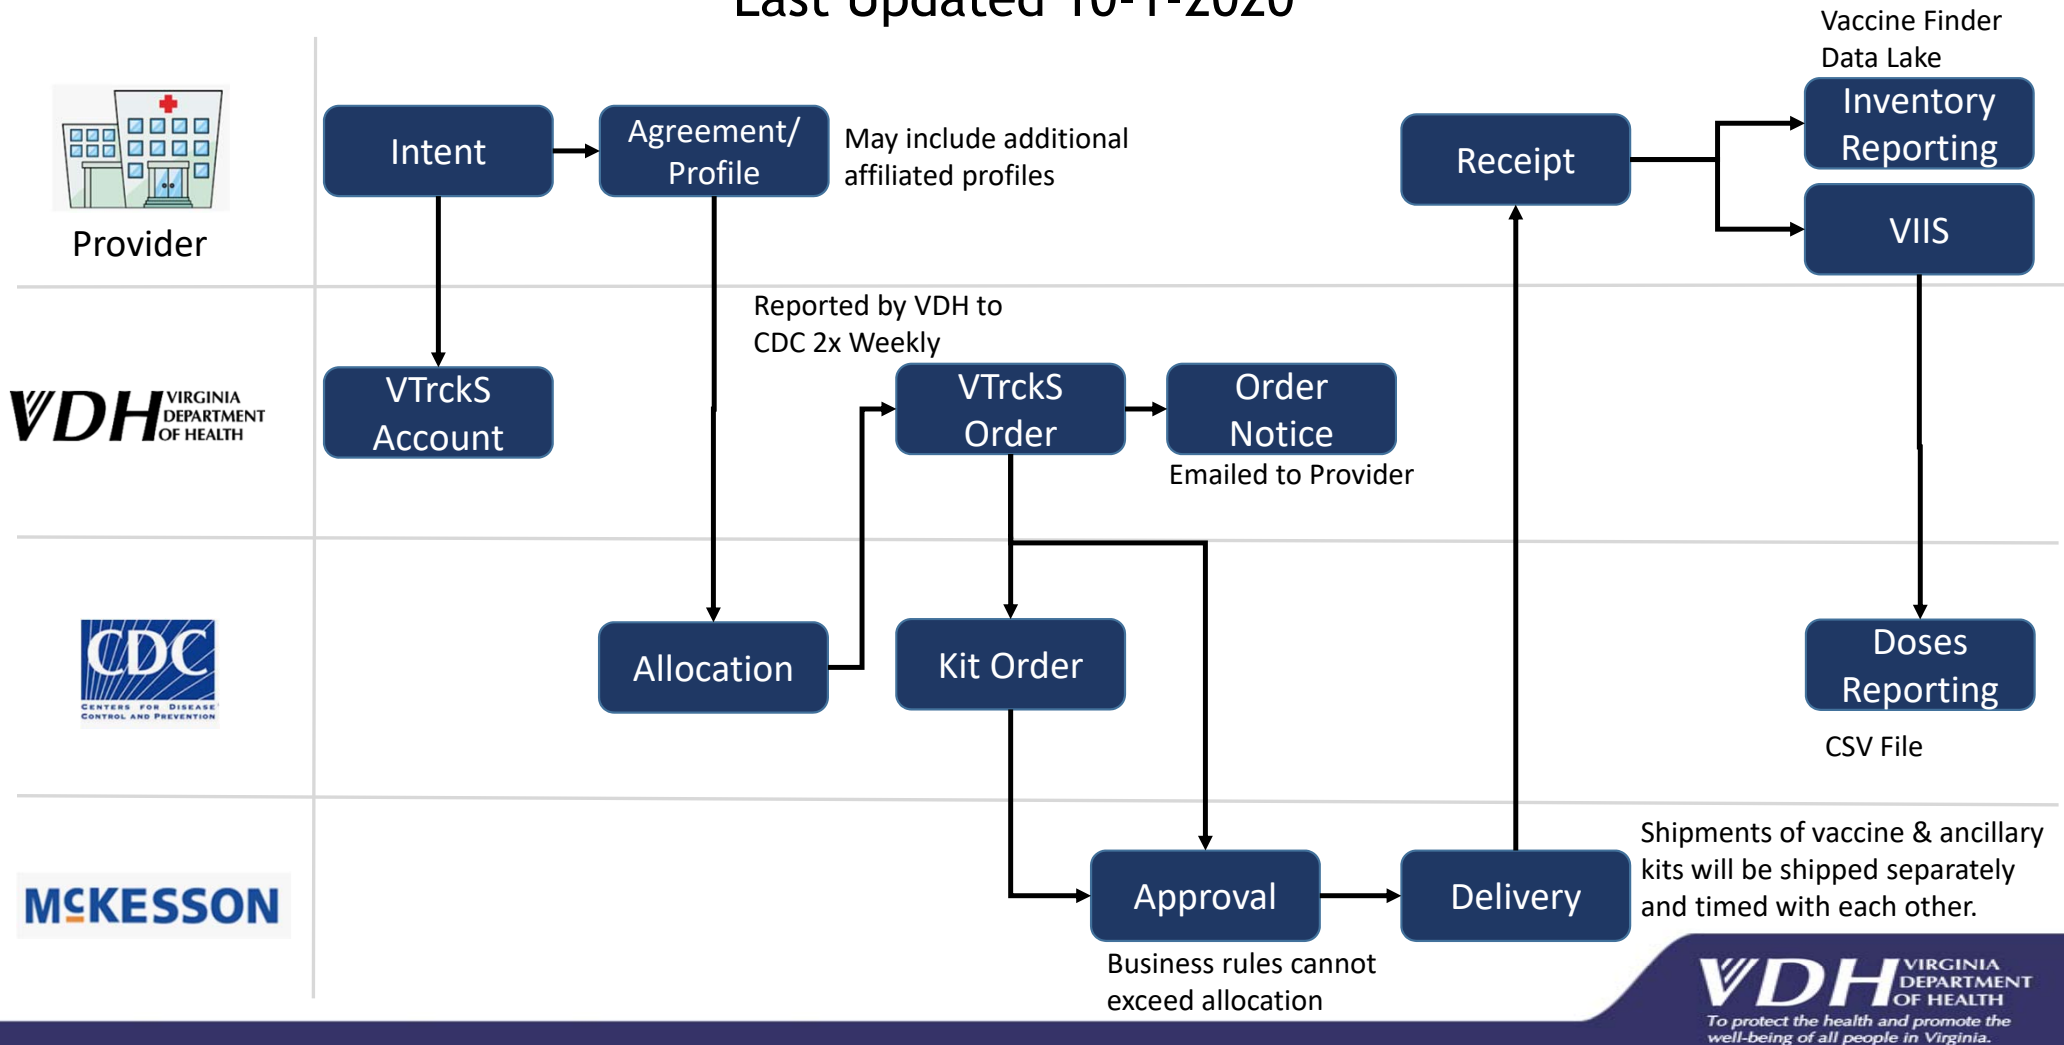 Last Updated 10-1-2020
Vaccine Finder
Data Lake
Intent
Agreement/
Profile
May include additional
affiliated profiles
Receipt
Inventory
Reporting
VIIS
Provider
Reported by VDH to
CDC 2x Weekly
VDH VIRGINIA
DEPARTMENT
OF HEALTH
VTrckS
Account
VTrckS
Order
Order
Notice
Emailed to Provider
CDC
CENTERS FOR DISEASE
CONTROL AND PREVENTION
Allocation
Kit Order
Doses
Reporting
CSV File
MCKESSON
Approval
Business rules cannot
exceed allocation
Delivery
Shipments of vaccine & ancillary
kits will be shipped separately
and timed with each other.
VDH VIRGINIA
DEPARTMENT
OF HEALTH
To protect the health and promote the
well-being of all people in Virginia.